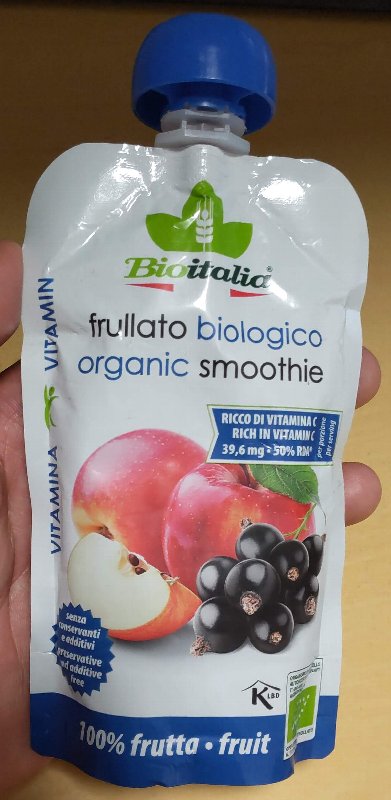 Bioitalia®
frullato biologico
organic smoothie
VITAMINA VITAMIN
RICCO DI VITAMINA C
RICH IN VITAMIN C
39,6 mg = 50% RM*
per porzione
per serving
senza
conservanti
e additivi
preservative
and additive
free
K LBD
100% frutta • fruit